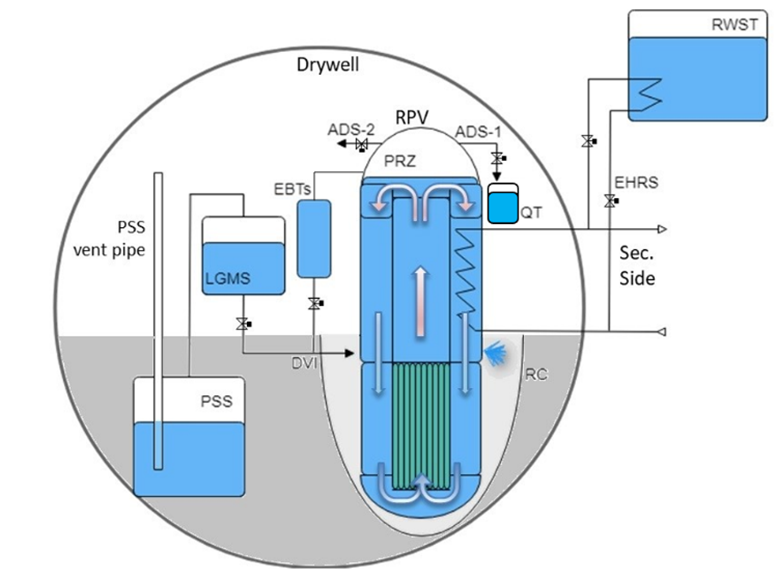 RWST
Drywell
RPV
ADS-2
ADS-1
PRZ
EBTs
EHRS
QT
PSS
vent pipe
LGMS
Sec.
Side
DVI
RC
PSS